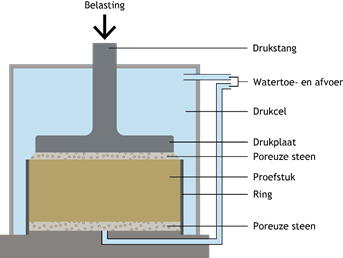 Belasting
Drukstang
Watertoe- en afvoer
Drukcel
Drukplaat
Poreuze steen
Proefstuk
Ring
Poreuze steen